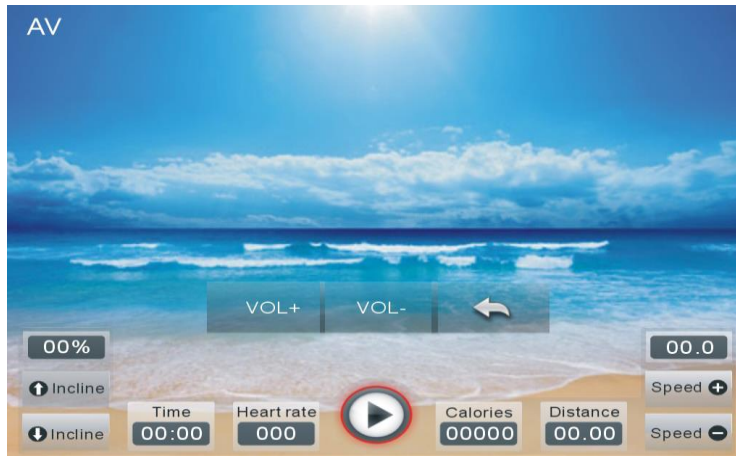 AV
VOL+ VOL-
00% 00.0
Incline Speed
Time Heart rate Calories Distance
00:00 000 00000 00.00
Incline Speed